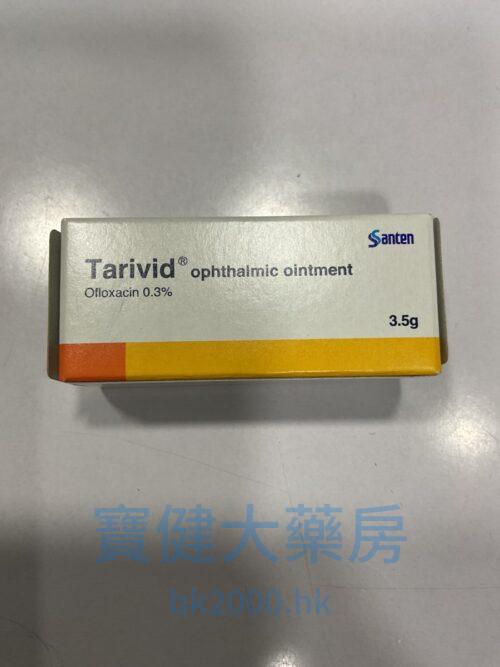 Santen
Tarivid® ophthalmic ointment
Ofloxacin 0.3%
3.5g
寶健大藥房
bk2000.hk